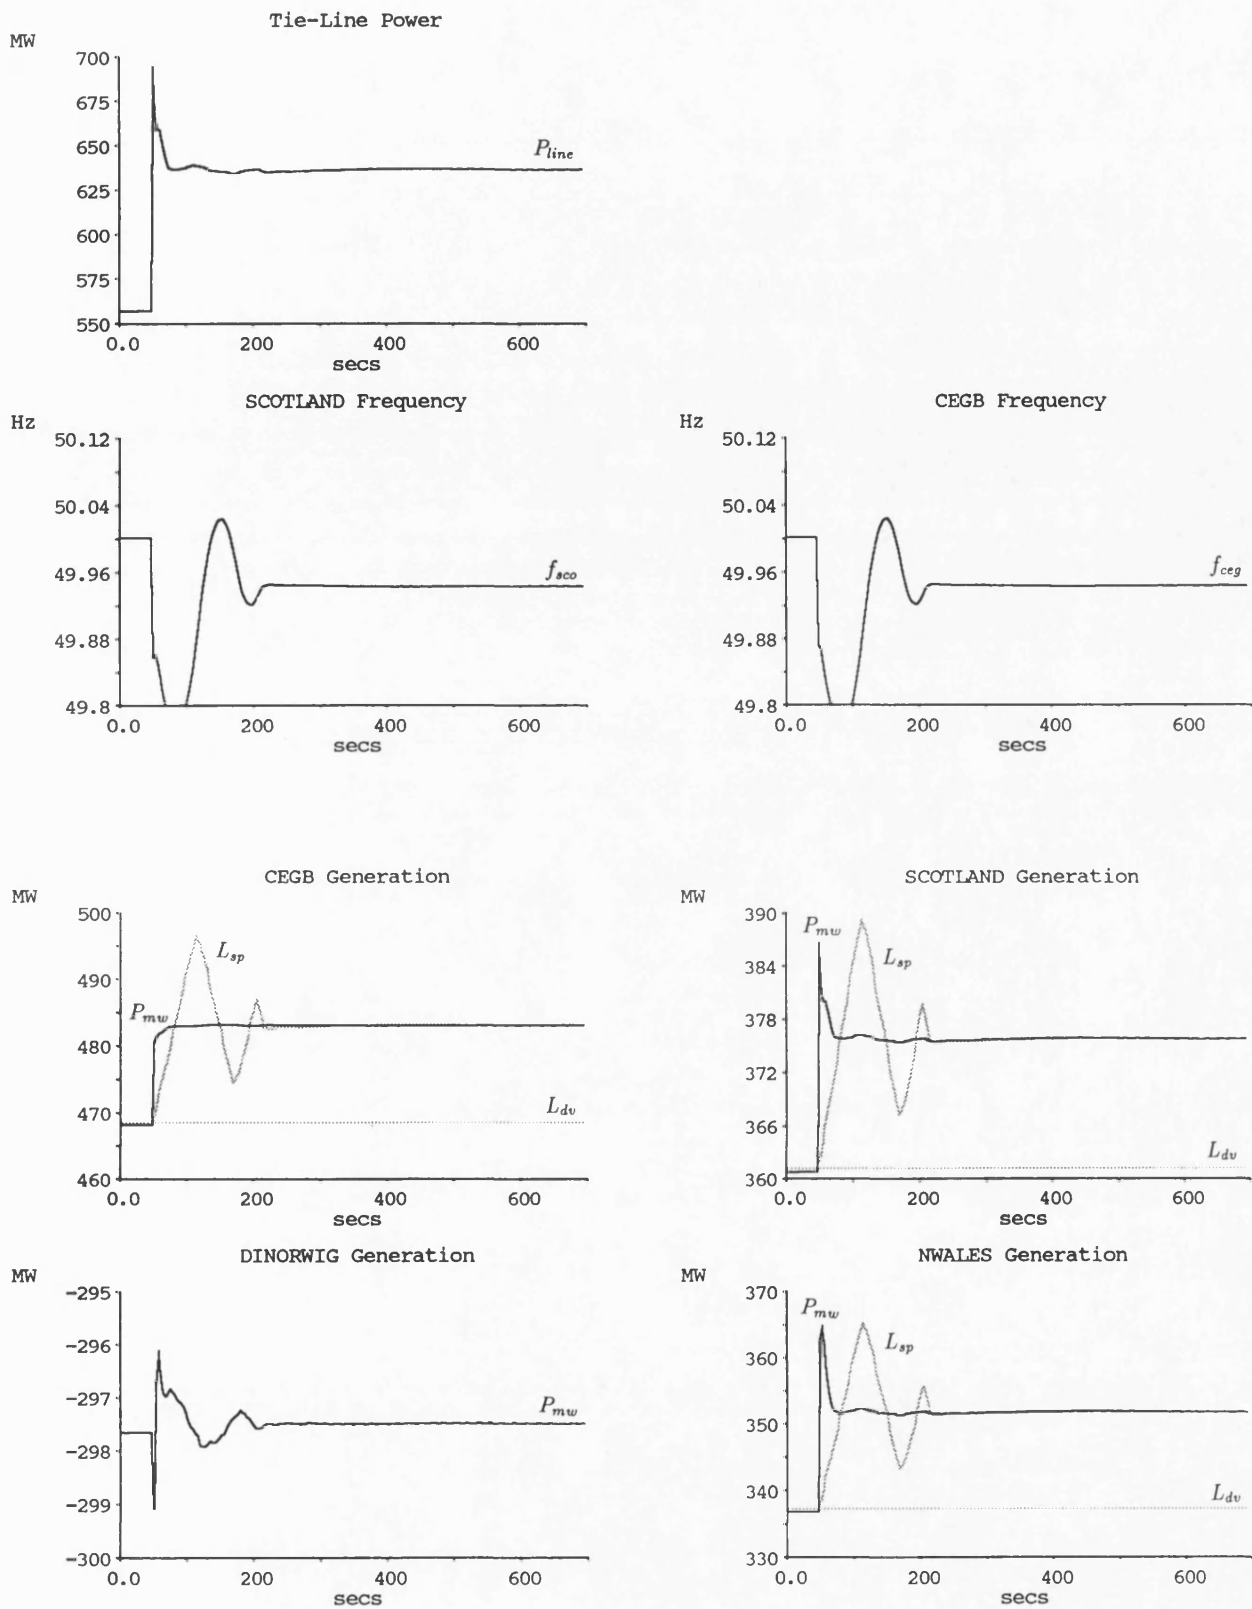 Tie-Line Power
MW
700
675
650
625
600
575
550
P_line
0.0 200 400 600
secs
SCOTLAND Frequency
Hz
50.12
50.04
49.96
49.88
49.8
f_sco
0.0 200 400 600
secs
CEGB Frequency
Hz
50.12
50.04
49.96
49.88
49.8
f_ceg
0.0 200 400 600
secs
CEGB Generation
MW
500
490
480
470
460
L_sp
P_mw
L_dv
0.0 200 400 600
secs
SCOTLAND Generation
MW
390
384
378
372
366
360
P_mw
L_sp
L_dv
0.0 200 400 600
secs
DINORWIG Generation
MW
-295
-296
-297
-298
-299
-300
P_mw
0.0 200 400 600
secs
NWALES Generation
MW
370
360
350
340
330
P_mw
L_sp
L_dv
0.0 200 400 600
secs